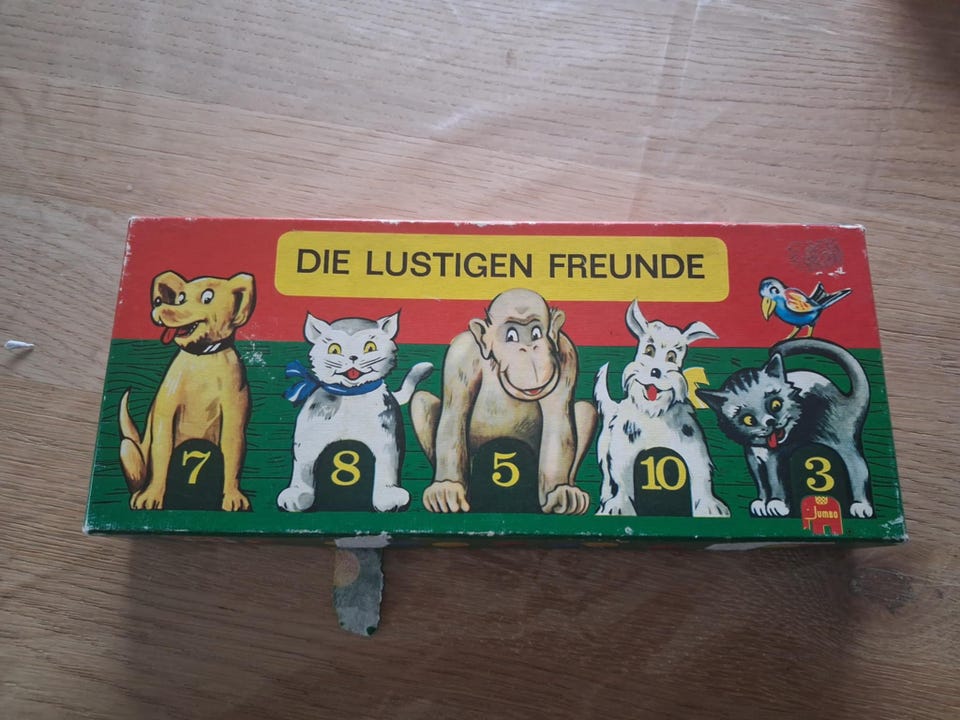 DIE LUSTIGEN FREUNDE
7 8 5 10 3
Jumbo